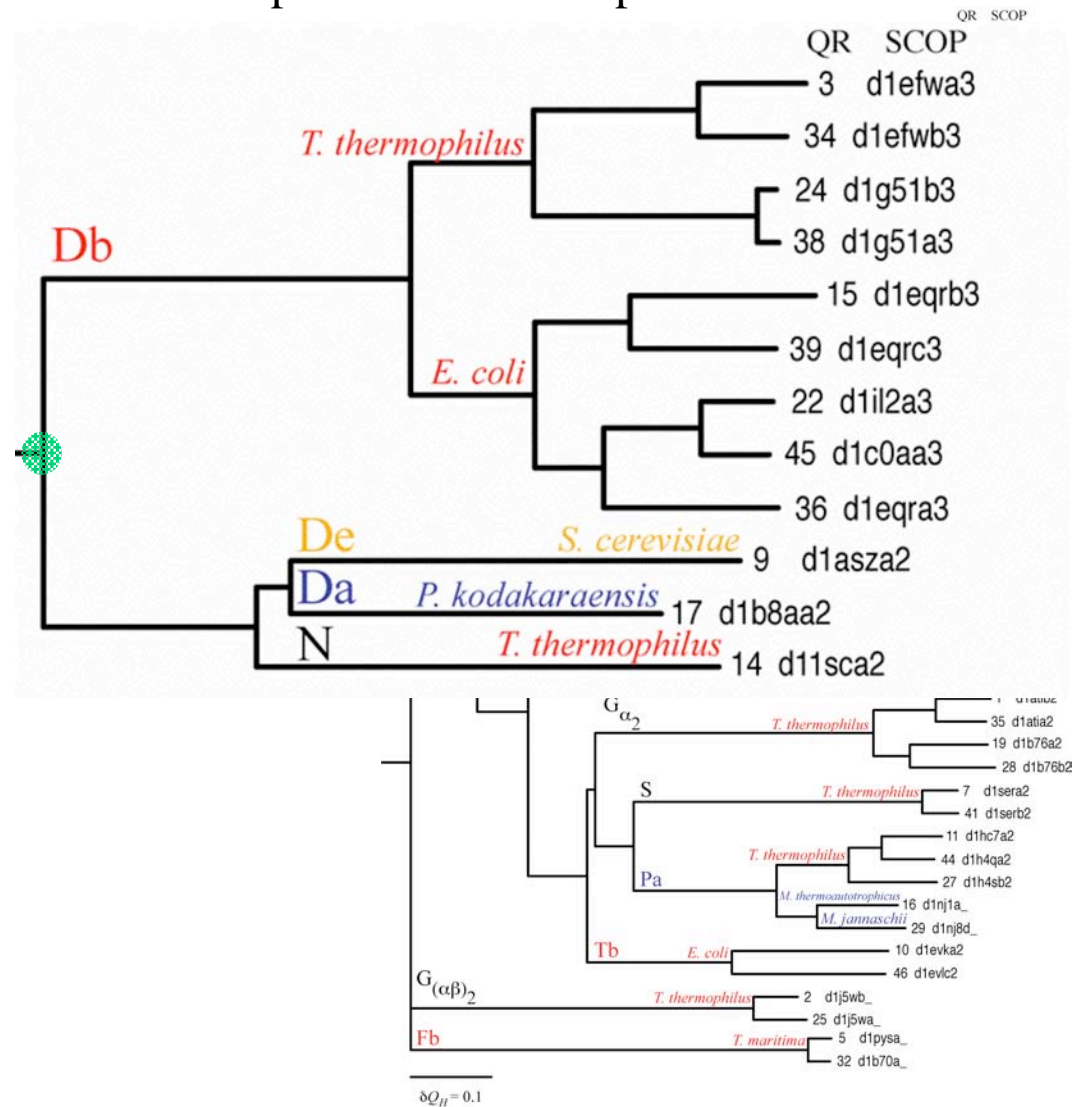 QR SCOP
QR SCOP
3 d1efwa3
34 d1efwb3
T. thermophilus
24 d1g51b3
38 d1g51a3
Db
15 d1eqrb3
39 d1eqrc3
E. coli
22 d1il2a3
45 d1c0aa3
36 d1eqra3
De S. cerevisiae 9 d1asza2
Da P. kodakaraensis 17 d1b8aa2
N T. thermophilus 14 d11sca2
Gα2
T. thermophilus 35 d1atia2
19 d1b76a2
28 d1b76b2
S T. thermophilus 7 d1sera2
41 d1serb2
11 d1hc7a2
T. thermophilus 44 d1h4qa2
27 d1h4sb2
Pa M. thermoautotrophicus 16 d1nj1a_
M. jannaschii 29 d1nj8d_
Tb E. coli 10 d1evka2
46 d1evlc2
G(αβ)2 T. thermophilus 2 d1j5wb_
25 d1j5wa_
Fb T. maritima 5 d1pysa_
32 d1b70a_
δQH = 0.1